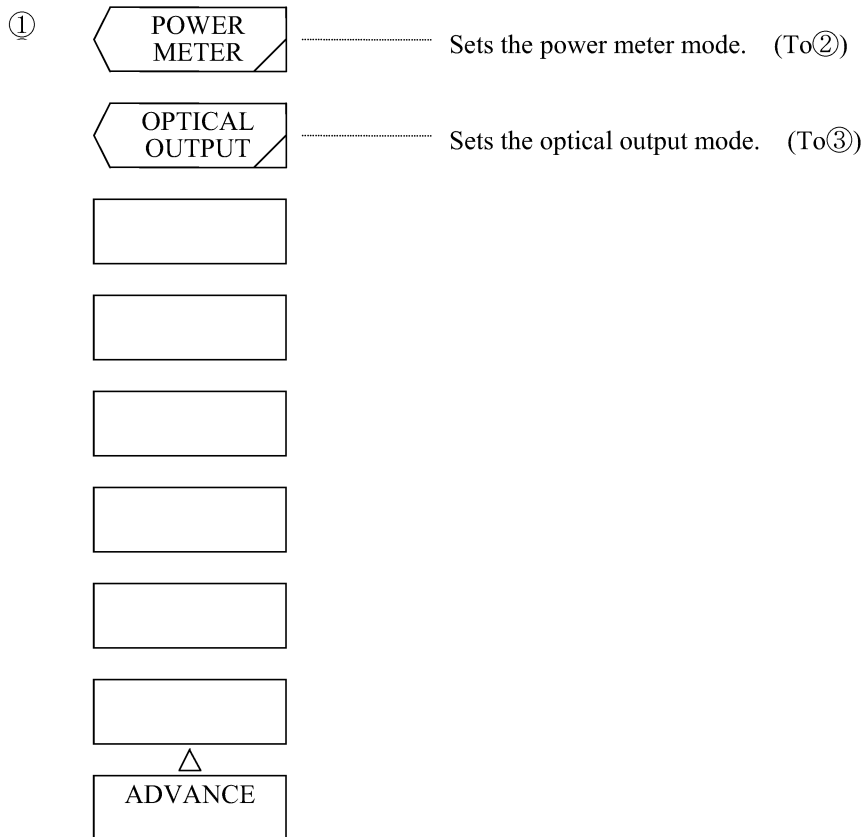 ①
POWER
METER
Sets the power meter mode. (To②)
OPTICAL
OUTPUT
Sets the optical output mode. (To③)
ADVANCE